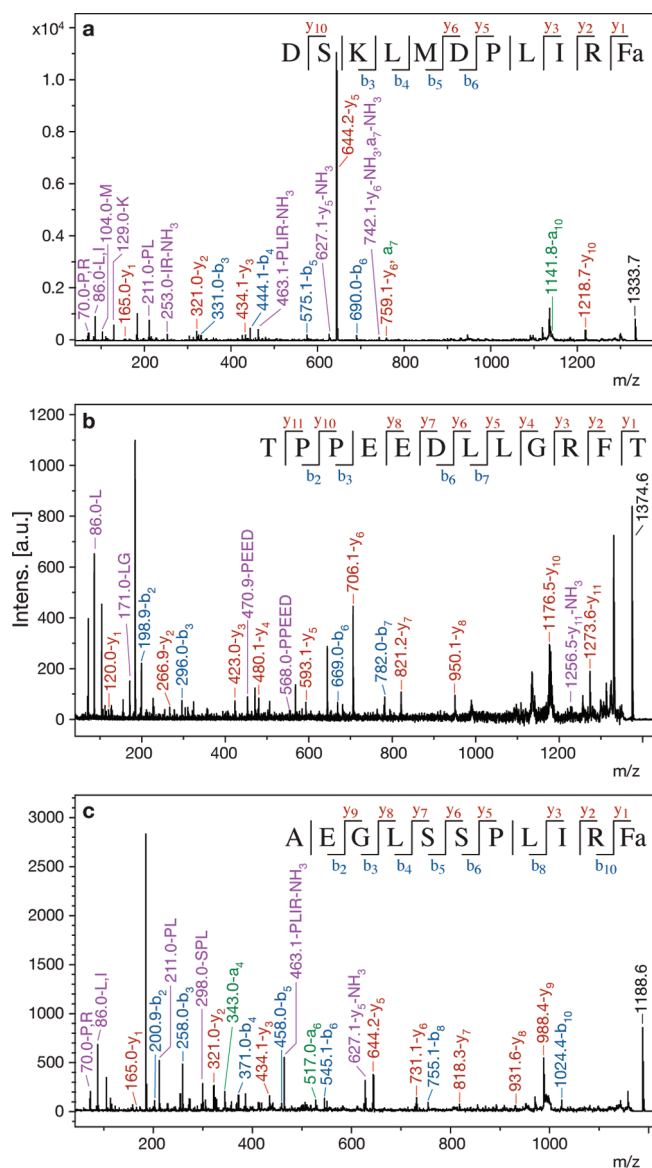 a
x10⁴
y10 y6 y5 y3 y2 y1
D S K L M D P L I R Fa
b3 b4 b5 b6
1.0
0.8
0.6
0.4
0.2
0.0
70.0-P,R
86.0-L,I
104.0-M
129.0-K
165.0-y1
211.0-PL
253.0-IR-NH3
321.0-y2
331.0-b3
434.1-y3
444.1-b4
463.1-PLIR-NH3
575.1-b5
627.1-y5-NH3
644.2-y5
690.0-b6
742.1-y6-NH3,a7-NH3
759.1-y6, a7
1141.8-a10
1218.7-y10
1333.7
200 400 600 800 1000 1200
m/z
b
y11 y10 y8 y7 y6 y5 y4 y3 y2 y1
T P P E E D L L G R F T
b2 b3 b6 b7
Intens. [a.u.]
1200
1000
800
600
400
200
0
86.0-L
120.0-y1
171.0-LG
198.9-b2
266.9-y2
296.0-b3
423.0-y3
470.9-PEED
480.1-y4
568.0-PPEED
593.1-y5
669.0-b6
706.1-y6
782.0-b7
821.2-y7
950.1-y8
1176.5-y10
1256.5-y11-NH3
1273.6-y11
1374.6
200 400 600 800 1000 1200
m/z
c
y9 y8 y7 y6 y5 y3 y2 y1
A E G L S S P L I R Fa
b2 b3 b4 b5 b6 b8 b10
3000
2500
2000
1500
1000
500
0
70.0-P,R
86.0-L,I
165.0-y1
200.9-b2
211.0-PL
258.0-b3
298.0-SPL
321.0-y2
343.0-a4
371.0-b4
434.1-y3
458.0-b5
463.1-PLIR-NH3
517.0-a6
545.1-b6
627.1-y5-NH3
644.2-y5
731.1-y6
755.1-b8
818.3-y7
931.6-y8
988.4-y9
1024.4-b10
1188.6
200 400 600 800 1000
m/z